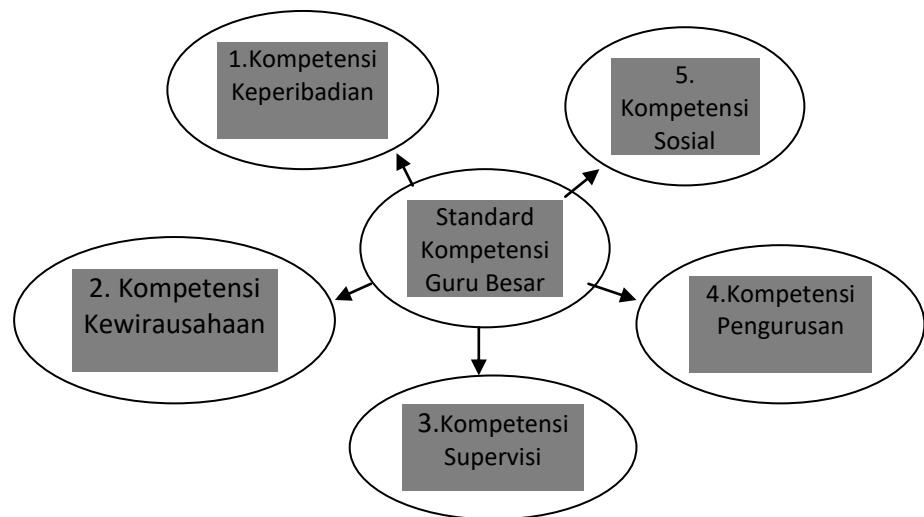 1.Kompetensi
Keperibadian
5.
Kompetensi
Sosial
Standard
Kompetensi
Guru Besar
2. Kompetensi
Kewirausahaan
4.Kompetensi
Pengurusan
3.Kompetensi
Supervisi